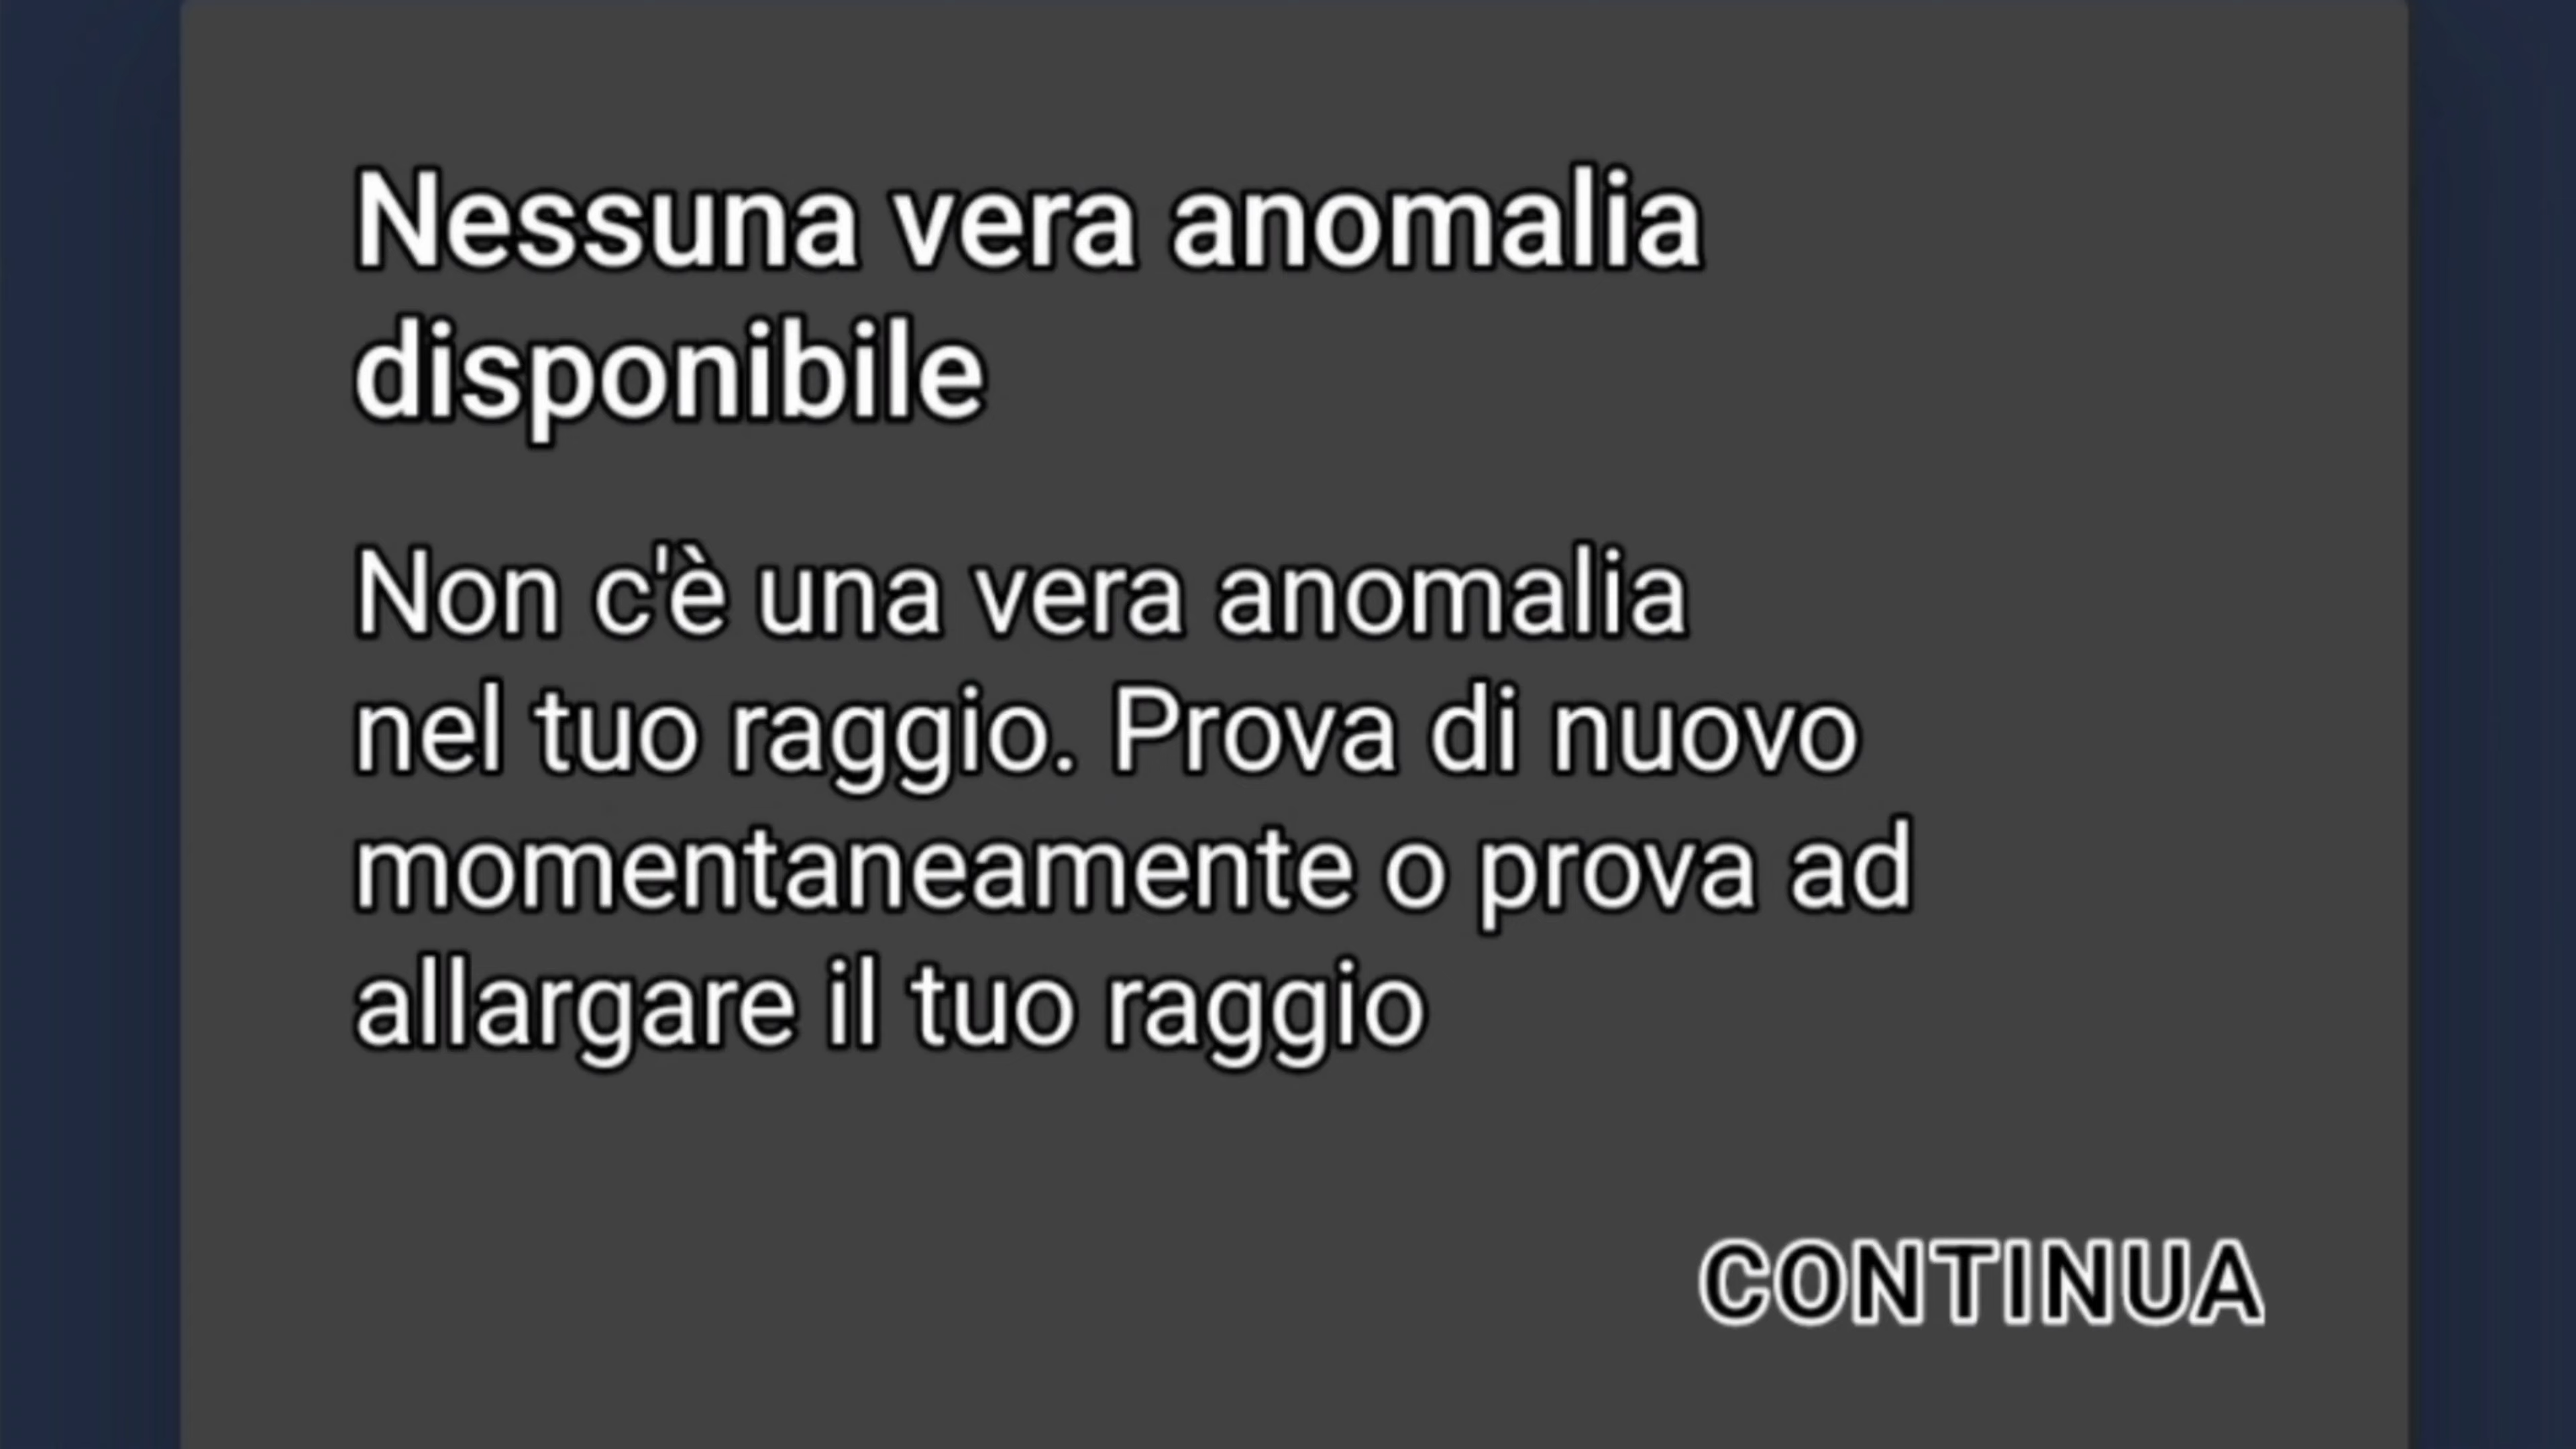 Nessuna vera anomalia
disponibile
Non c'è una vera anomalia
nel tuo raggio. Prova di nuovo
momentaneamente o prova ad
allargare il tuo raggio
CONTINUA